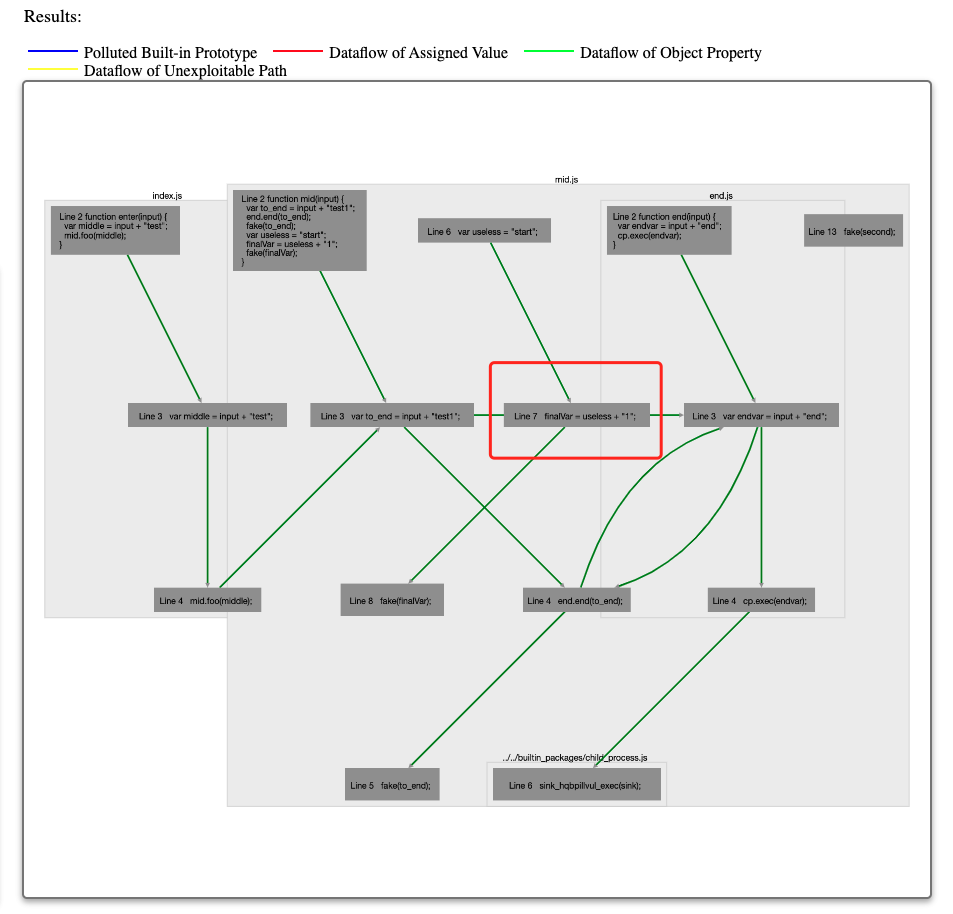 Results:
Polluted Built-in Prototype
Dataflow of Assigned Value
Dataflow of Object Property
Dataflow of Unexploitable Path
mid.js
index.js
end.js
Line 2 function enter(input) {
var middle = input + "test";
mid.foo(middle);
}
Line 2 function mid(input) {
var to_end = input + "test1";
end.end(to_end);
fake(to_end);
var useless = "start";
finalVar = useless + "1";
fake(finalVar);
}
Line 6 var useless = "start";
Line 2 function end(input) {
var endvar = input + "end";
cp.exec(endvar);
}
Line 13 fake(second);
Line 3 var middle = input + "test";
Line 3 var to_end = input + "test1";
Line 7 finalVar = useless + "1";
Line 3 var endvar = input + "end";
Line 4 mid.foo(middle);
Line 8 fake(finalVar);
Line 4 end.end(to_end);
Line 4 cp.exec(endvar);
../../builtin_packages/child_process.js
Line 5 fake(to_end);
Line 6 sink_hqbpillvul_exec(sink);